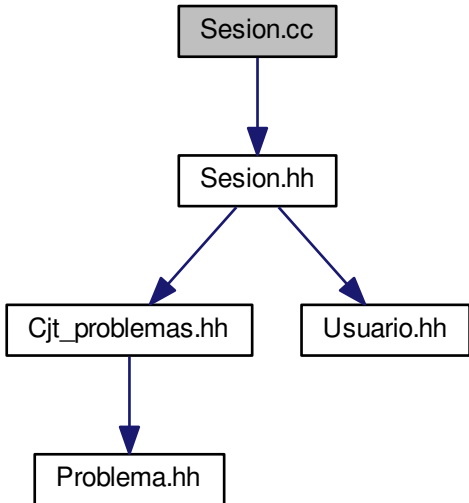 Sesion.cc
Sesion.hh
Cjt_problemas.hh
Usuario.hh
Problema.hh